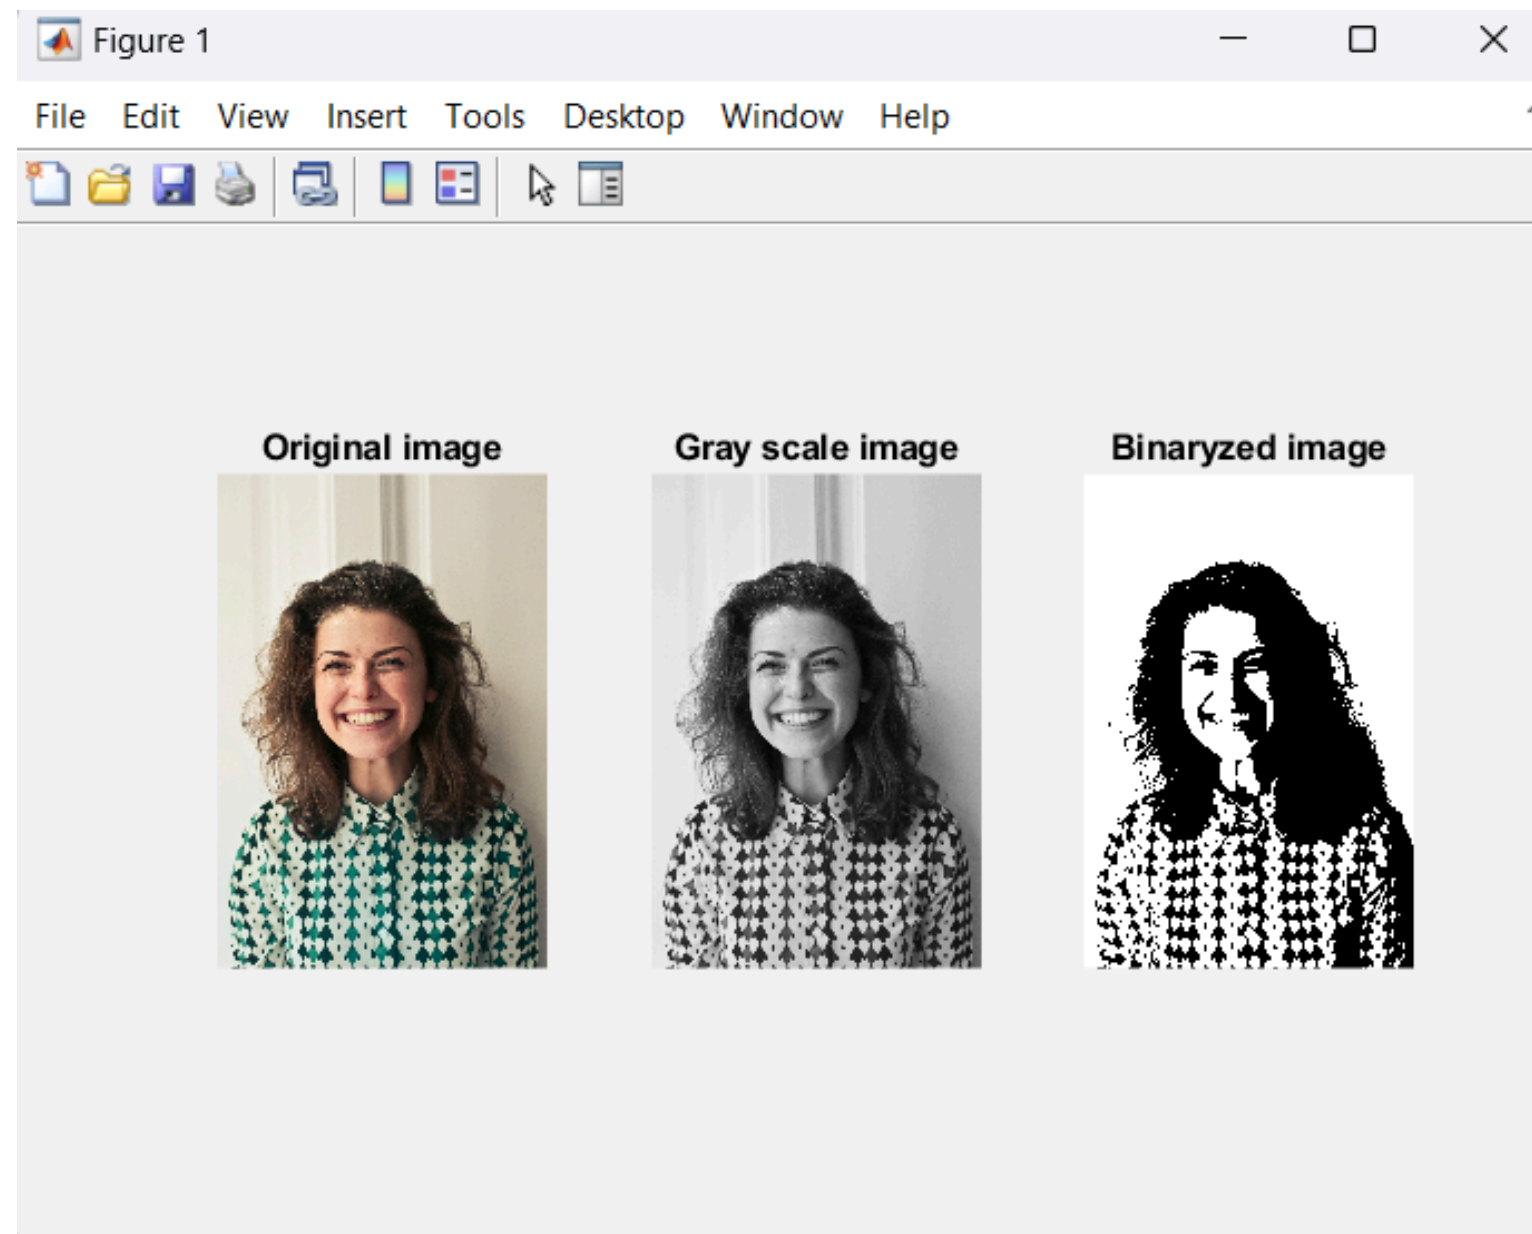 Figure 1
File Edit View Insert Tools Desktop Window Help
Original image Gray scale image Binaryzed image